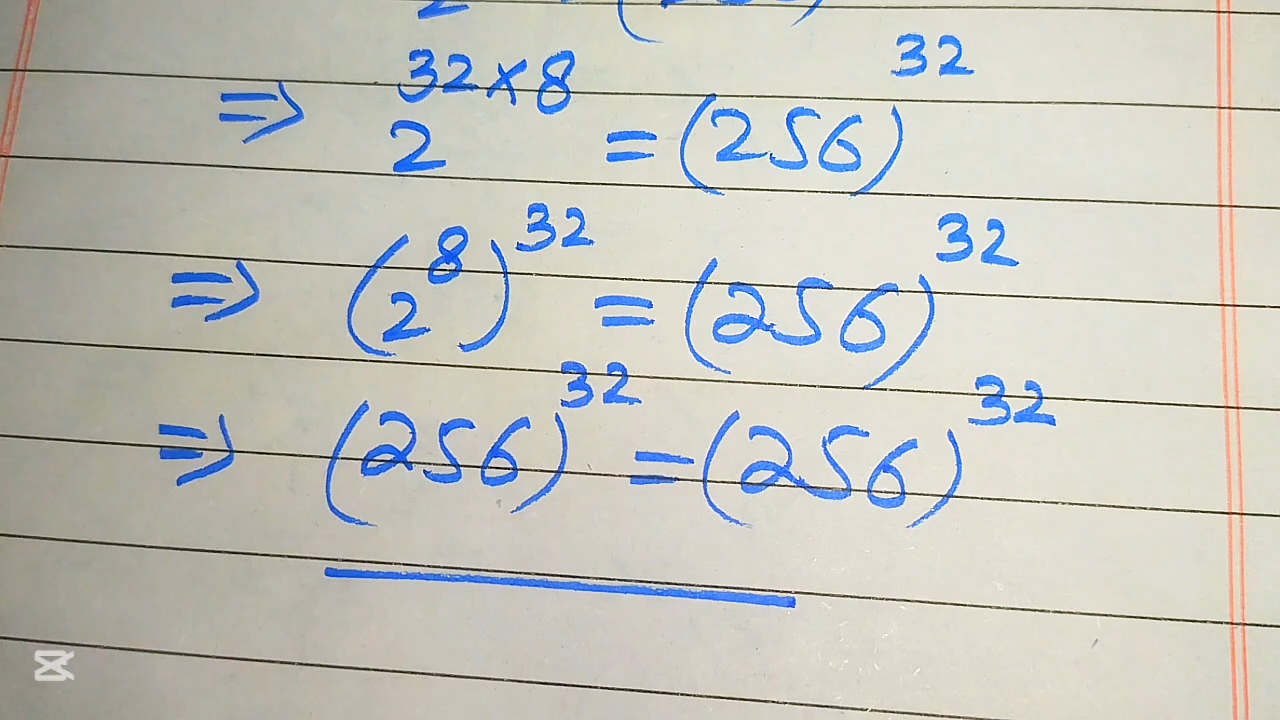 ⇒ 2^{32×8} = (256)^{32}
⇒ (2^8)^{32} = (256)^{32}
⇒ (256)^{32} = (256)^{32}